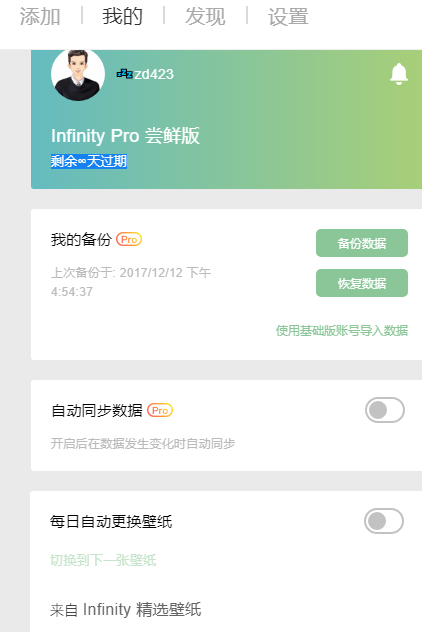 添加 | 我的 | 发现 | 设置
zzzzd423
Infinity Pro 尝鲜版
剩余∞天过期
我的备份 Pro
备份数据
上次备份于: 2017/12/12 下午
4:54:37
恢复数据
使用基础版账号导入数据
自动同步数据 Pro
开启后在数据发生变化时自动同步
每日自动更换壁纸
切换到下一张壁纸
来自 Infinity 精选壁纸